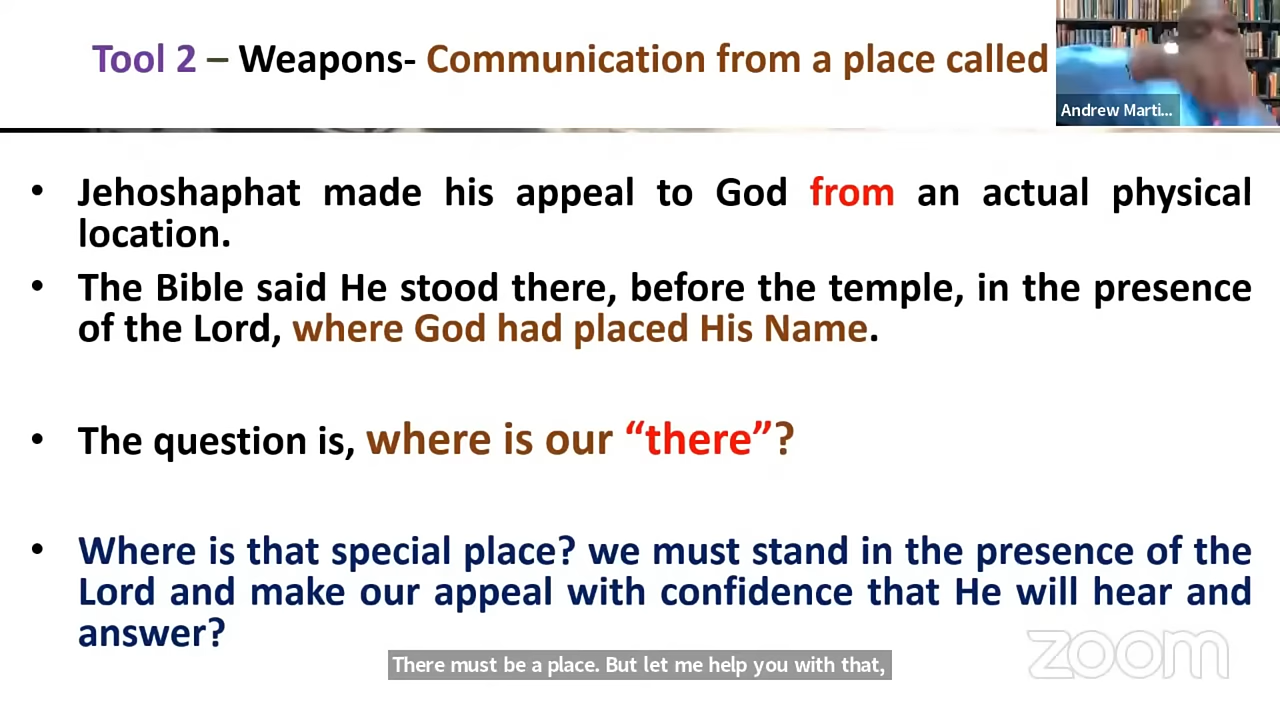 Tool 2 – Weapons- Communication from a place called
Andrew Marti...
• Jehoshaphat made his appeal to God from an actual physical
location.
• The Bible said He stood there, before the temple, in the presence
of the Lord, where God had placed His Name.
• The question is, where is our “there”?
• Where is that special place? we must stand in the presence of the
Lord and make our appeal with confidence that He will hear and
answer?
There must be a place. But let me help you with that,
zoom